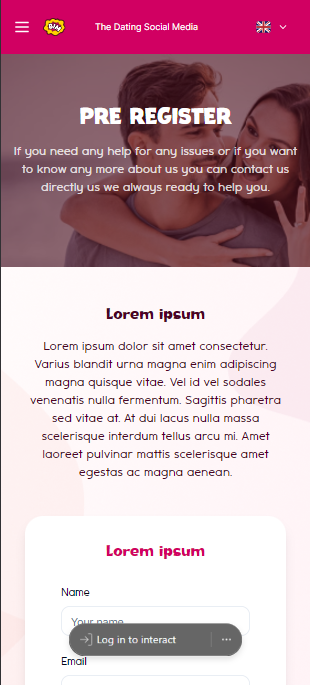 BIM
The Dating Social Media
PRE REGISTER
If you need any help for any issues or if you want
to know any more about us you can contact us
directly us we always ready to help you.
Lorem ipsum
Lorem ipsum dolor sit amet consectetur.
Varius blandit urna magna enim adipiscing
magna quisque vitae. Vel id vel sodales
venenatis nulla fermentum. Sagittis pharetra
sed vitae at. At dui lacus nulla massa
scelerisque interdum tellus arcu mi. Amet
laoreet pulvinar mattis scelerisque amet
egestas ac magna aenean.
Lorem ipsum
Name
Your name
Log in to interact
Email